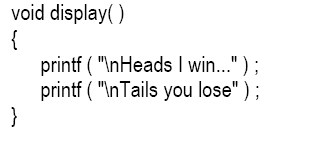 void display( )
{
printf ( "\nHeads I win..." ) ;
printf ( "\nTails you lose" ) ;
}